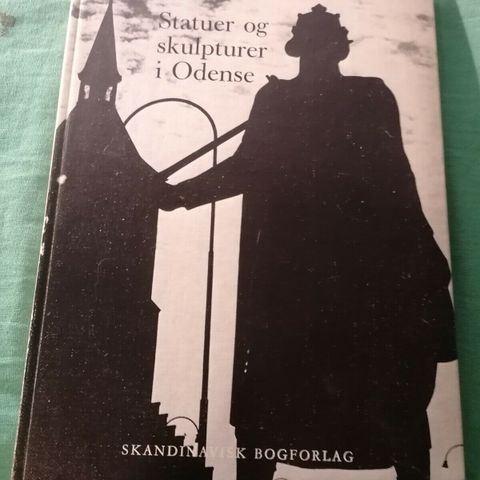 Statuer og
skulpturer
i Odense
SKANDINAVISK BOGFORLAG